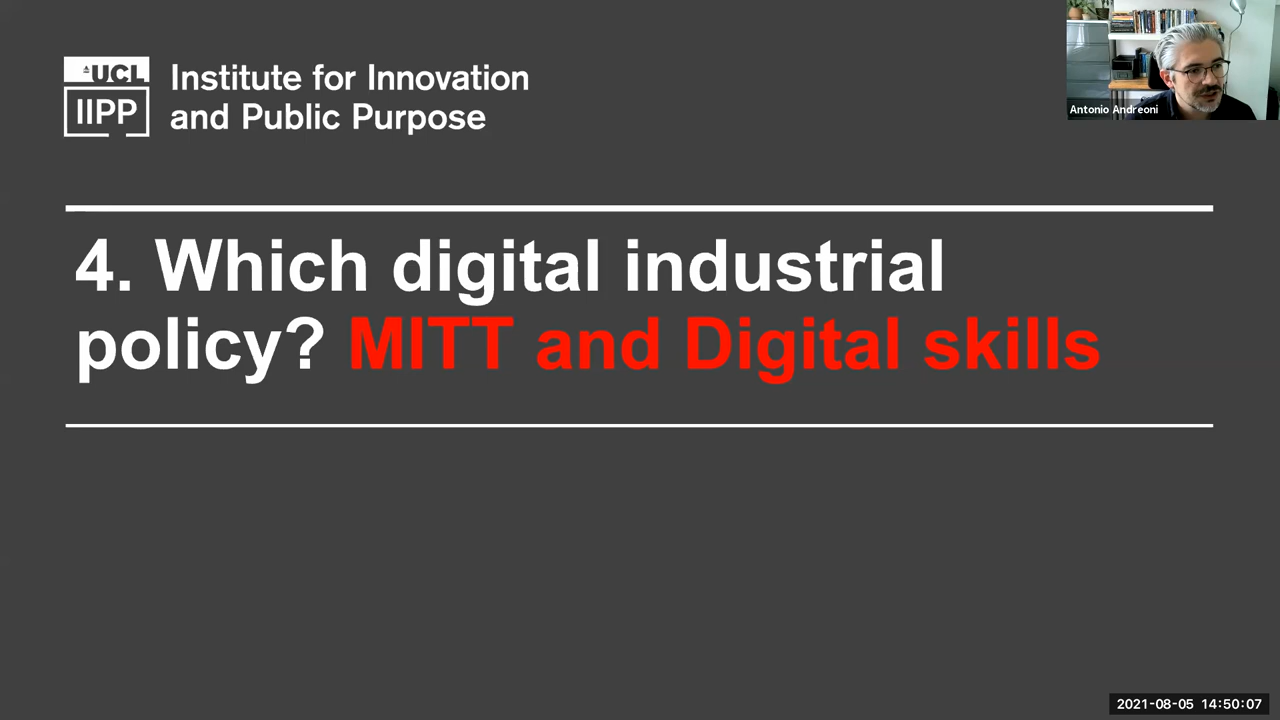 UCL
IIPP
Institute for Innovation
and Public Purpose
Antonio Andreoni
4. Which digital industrial
policy? MITT and Digital skills
2021-08-05 14:50:07